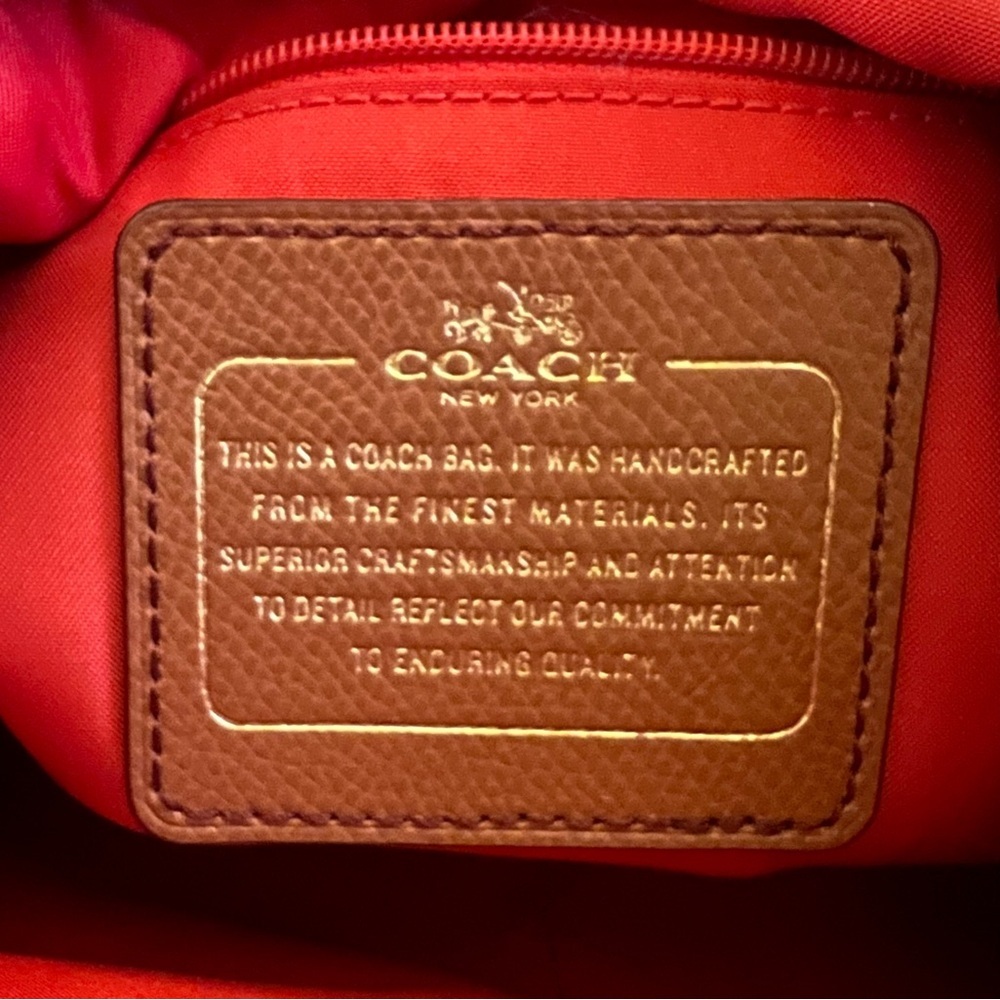 COACH
NEW YORK
THIS IS A COACH BAG. IT WAS HANDCRAFTED
FROM THE FINEST MATERIALS. ITS
SUPERIOR CRAFTSMANSHIP AND ATTENTION
TO DETAIL REFLECT OUR COMMITMENT
TO ENDURING QUALITY.